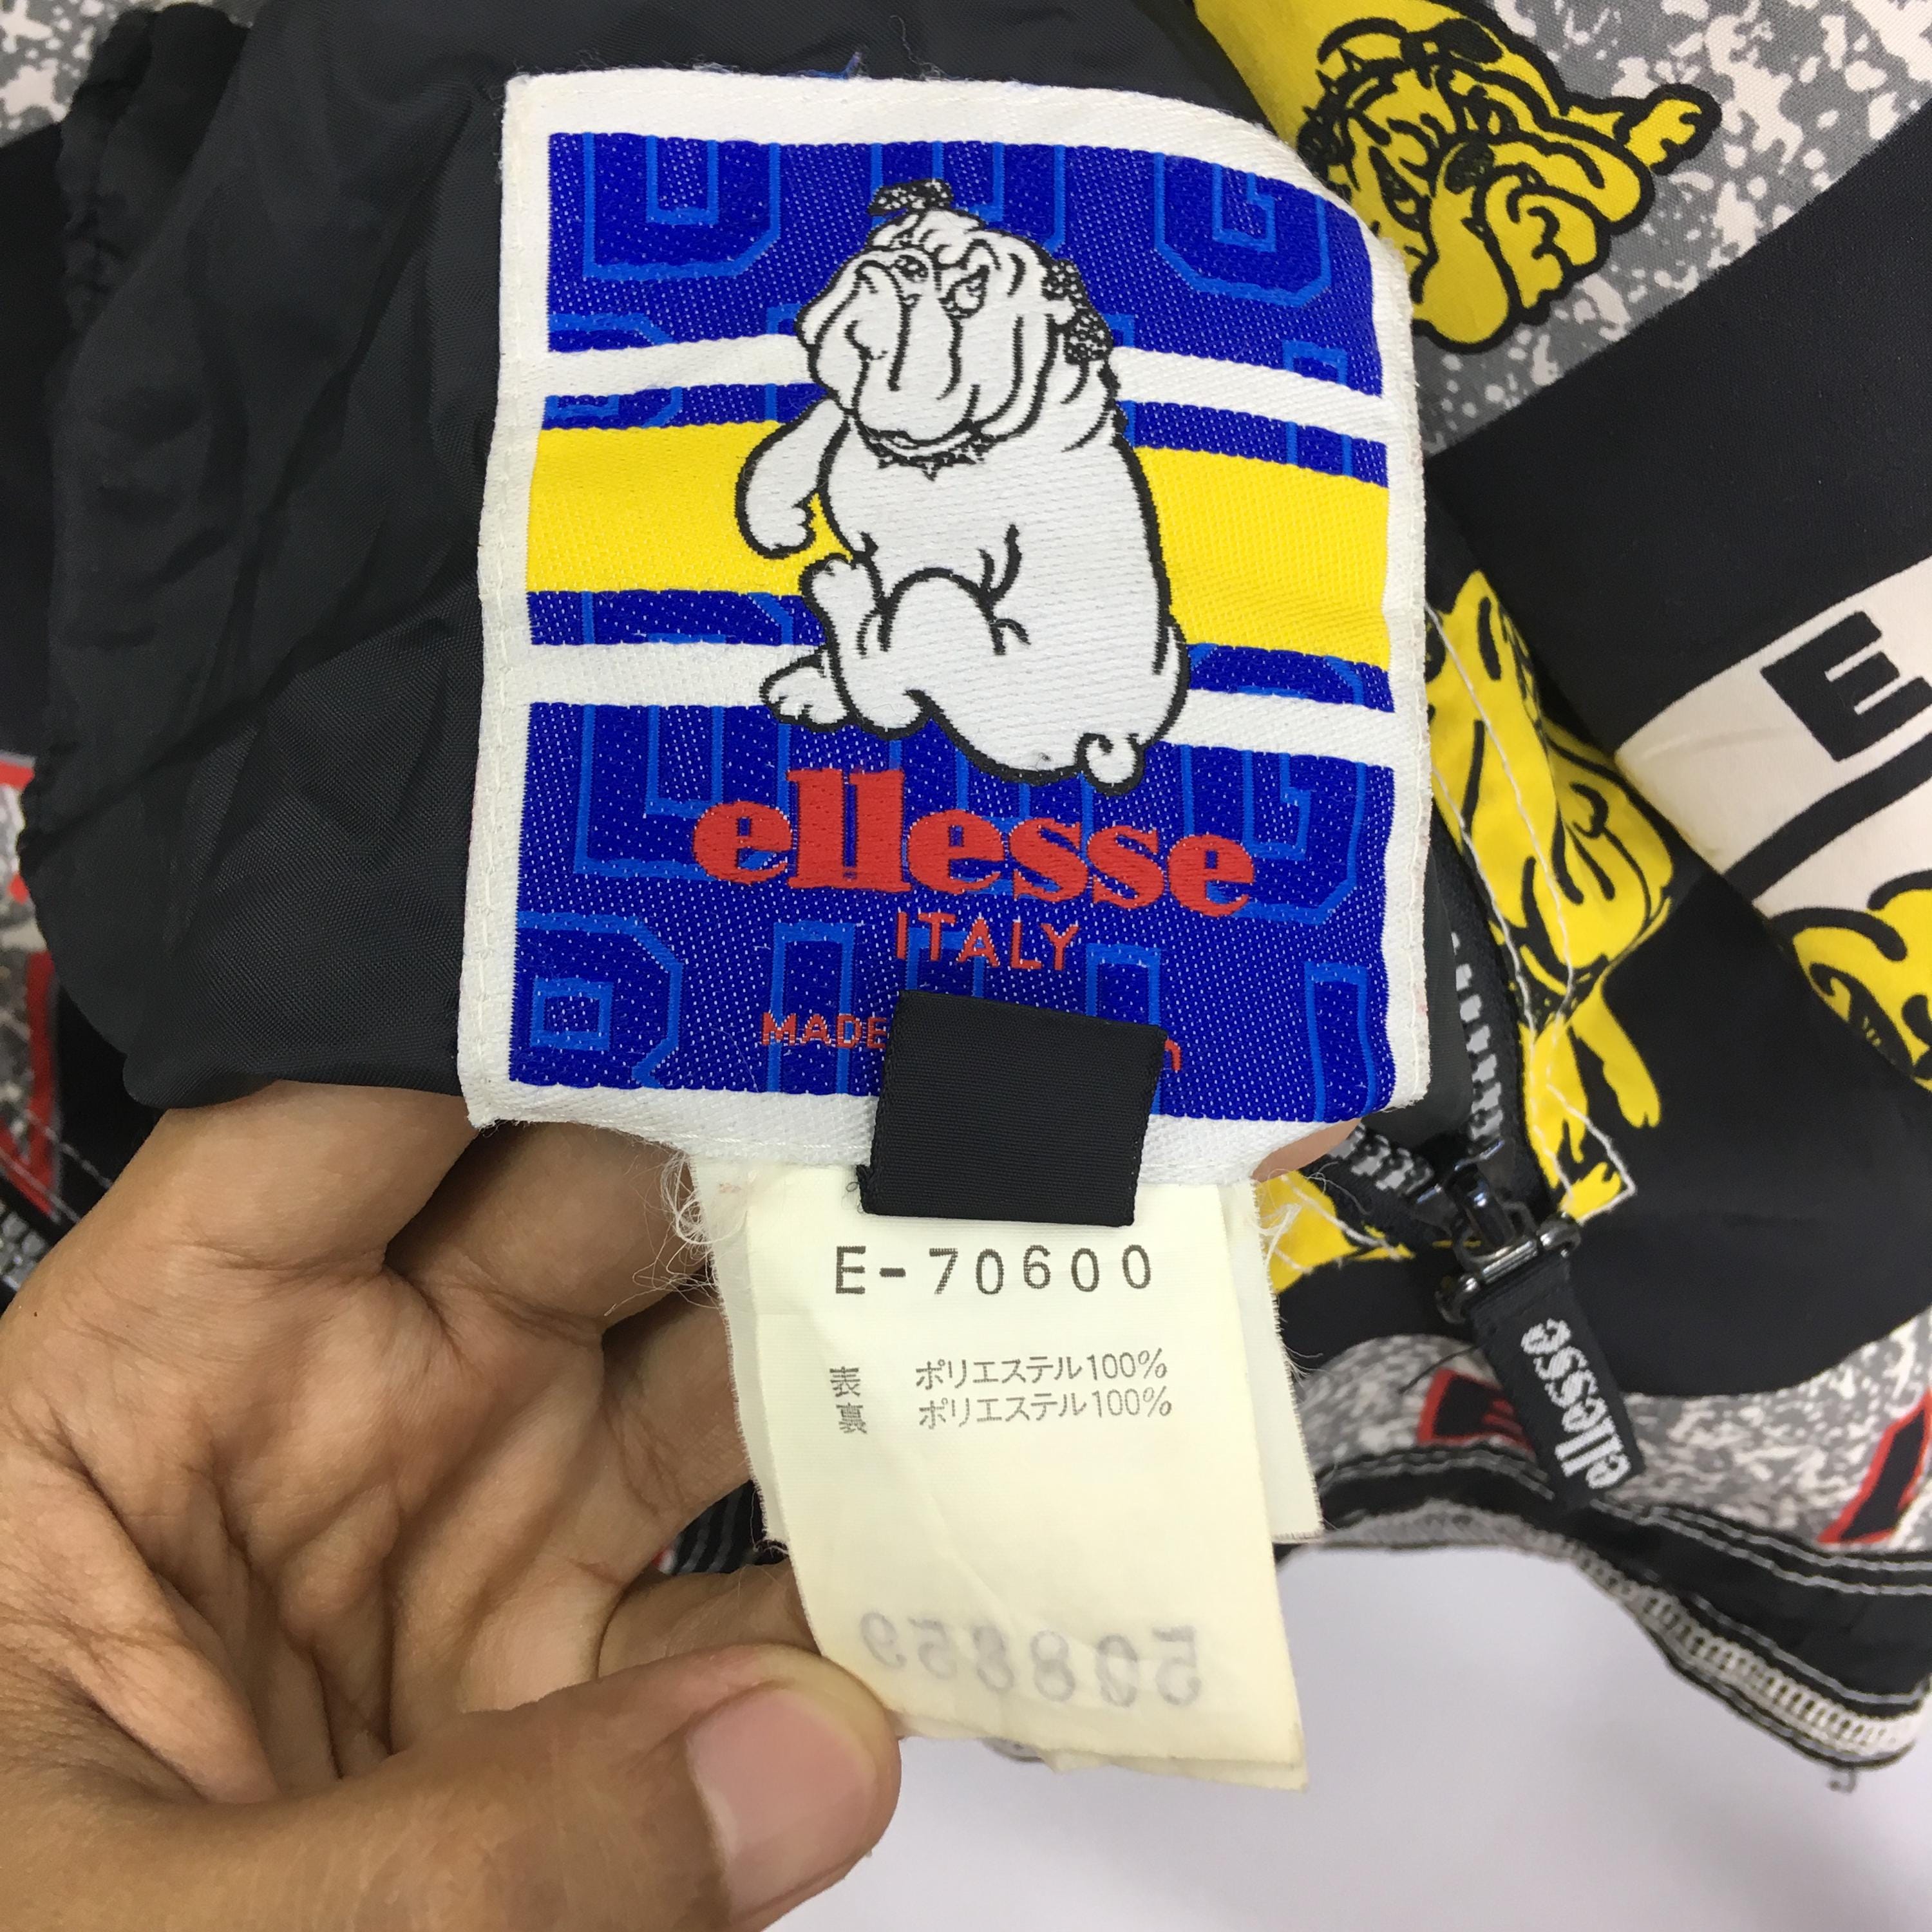 ellesse
ITALY
MADE
E-70600
表 ポリエステル100%
裏 ポリエステル100%
508859
ellesse
E